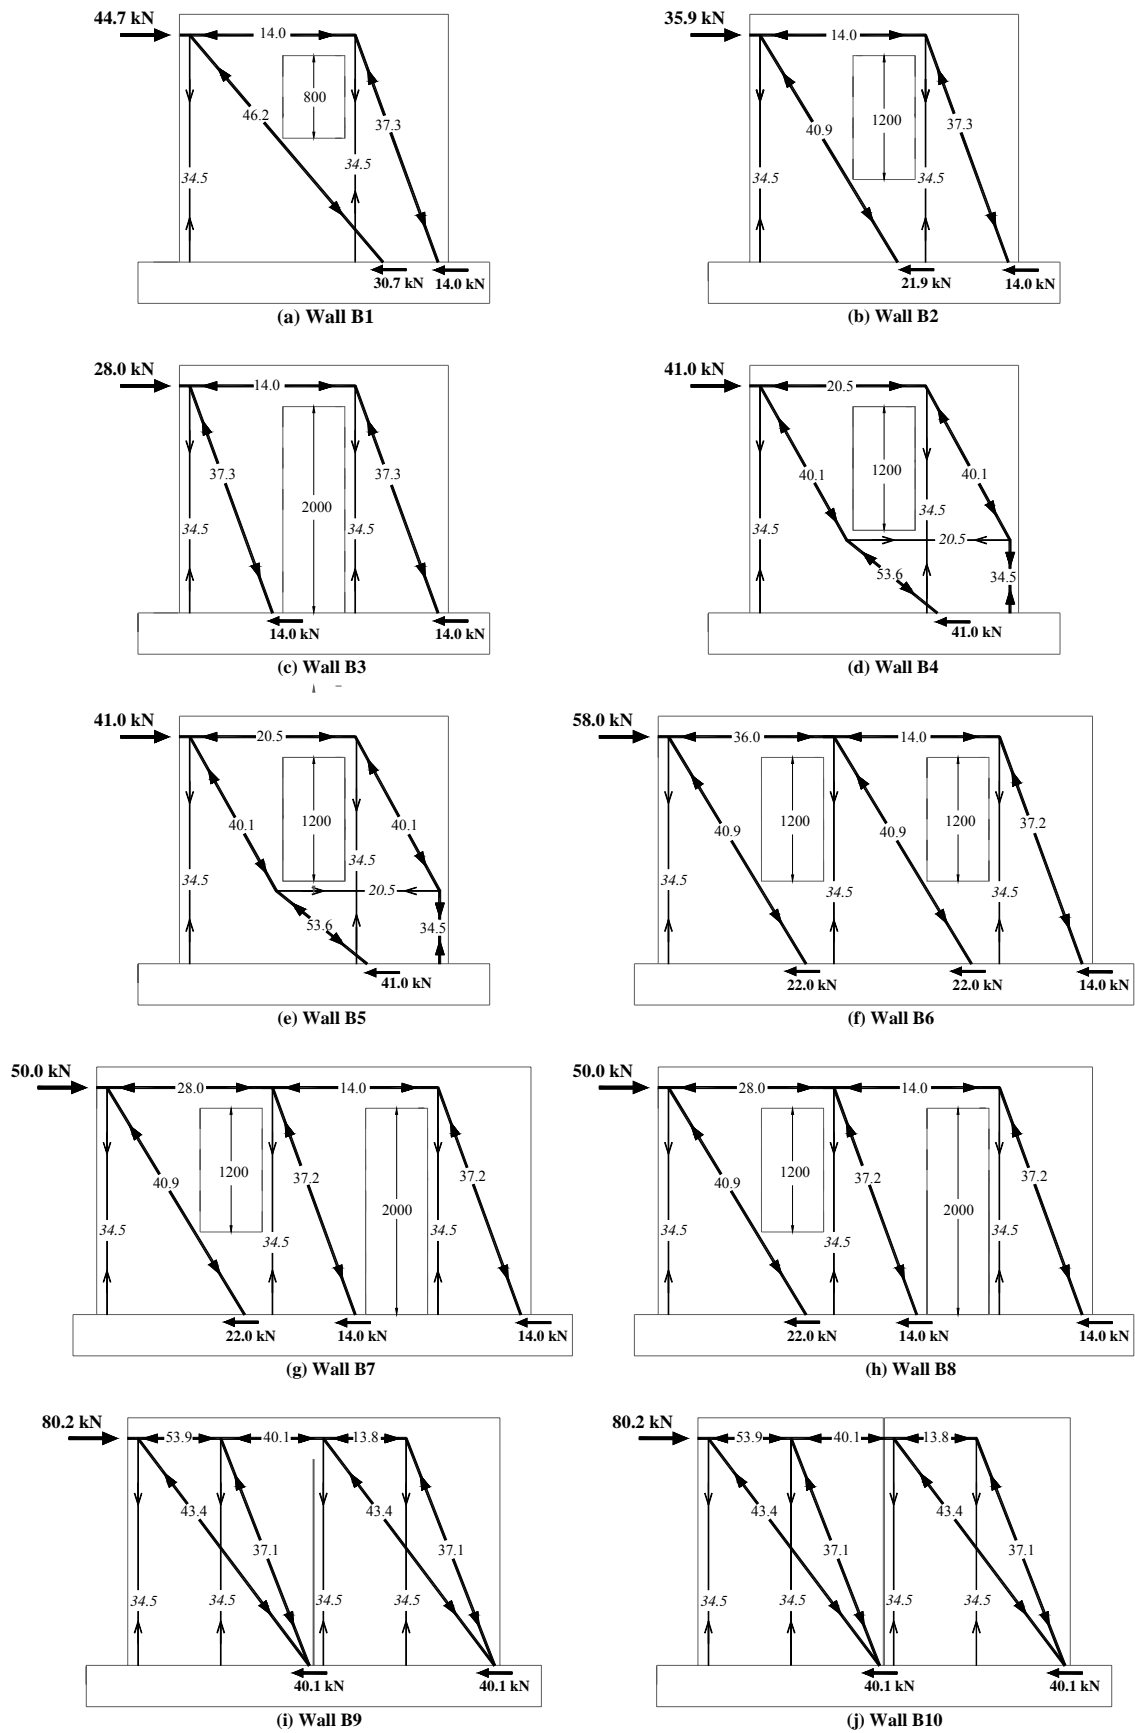 44.7 kN
14.0
800
46.2
37.3
34.5
34.5
30.7 kN
14.0 kN
(a) Wall B1
35.9 kN
14.0
1200
40.9
37.3
34.5
34.5
21.9 kN
14.0 kN
(b) Wall B2
28.0 kN
14.0
37.3
37.3
2000
34.5
34.5
14.0 kN
14.0 kN
(c) Wall B3
41.0 kN
20.5
1200
40.1
40.1
34.5
34.5
20.5
53.6
34.5
41.0 kN
(d) Wall B4
41.0 kN
20.5
1200
40.1
40.1
34.5
34.5
20.5
53.6
34.5
41.0 kN
(e) Wall B5
58.0 kN
36.0
14.0
1200
1200
40.9
40.9
37.2
34.5
34.5
34.5
22.0 kN
22.0 kN
14.0 kN
(f) Wall B6
50.0 kN
28.0
14.0
1200
40.9
37.2
37.2
2000
34.5
34.5
34.5
22.0 kN
14.0 kN
14.0 kN
(g) Wall B7
50.0 kN
28.0
14.0
1200
40.9
37.2
37.2
2000
34.5
34.5
34.5
22.0 kN
14.0 kN
14.0 kN
(h) Wall B8
80.2 kN
53.9
40.1
13.8
43.4
43.4
37.1
37.1
34.5
34.5
34.5
34.5
40.1 kN
40.1 kN
(i) Wall B9
80.2 kN
53.9
40.1
13.8
43.4
43.4
37.1
37.1
34.5
34.5
34.5
34.5
40.1 kN
40.1 kN
(j) Wall B10